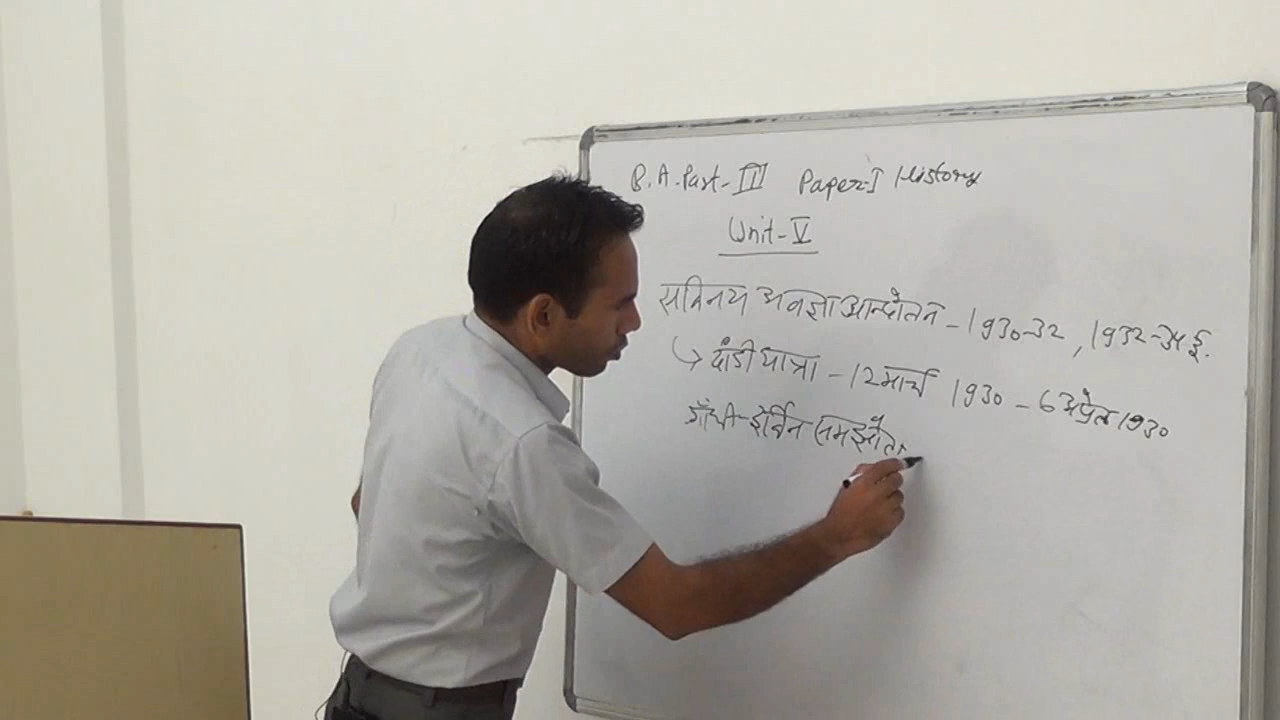 B.A. Part-III Paper-I History
Unit-V
सविनय अवज्ञा आन्दोलन - 1930-32, 1932-34 ई.
↳ दांडी यात्रा - 12 मार्च 1930 - 6 अप्रेल 1930
गाँधी-इर्विन समझौता